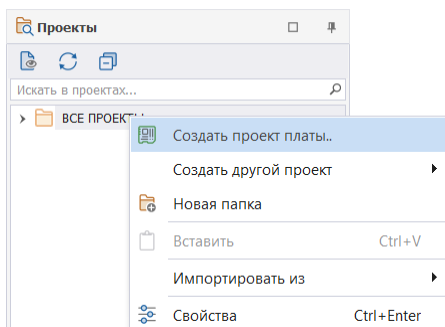 Проекты
Искать в проектах...
ВСЕ ПРОЕКТЫ
Создать проект платы..
Создать другой проект
Новая папка
Вставить Ctrl+V
Импортировать из
Свойства Ctrl+Enter